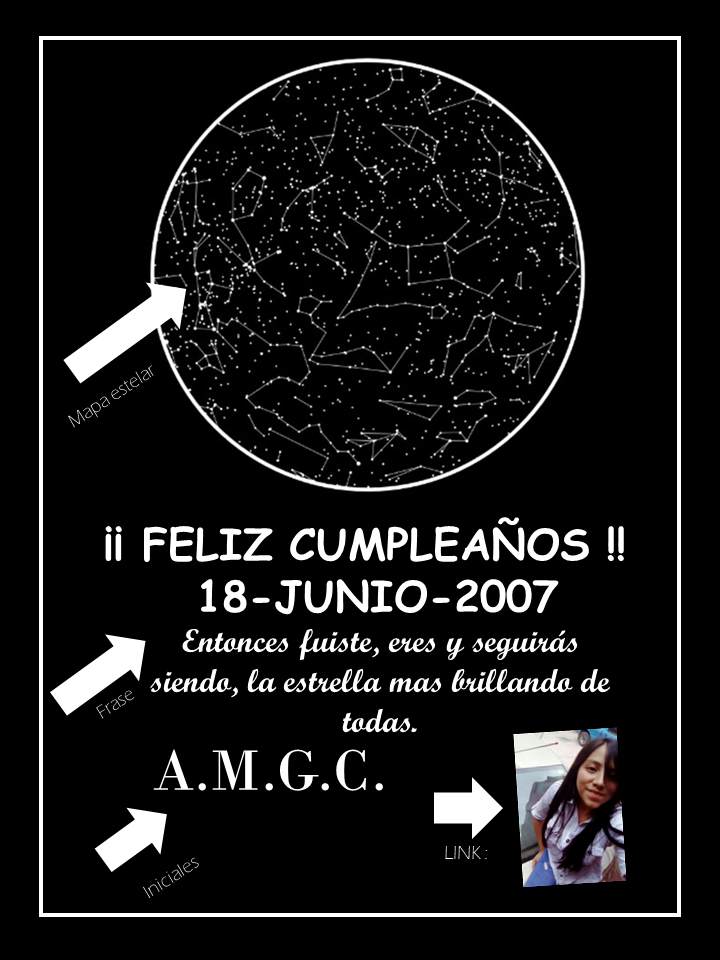 Mapa estelar
¡¡ FELIZ CUMPLEAÑOS !!
18-JUNIO-2007
Entonces fuiste, eres y seguirás
siendo, la estrella mas brillando de
todas.
Frase
A.M.G.C.
LINK :
Iniciales